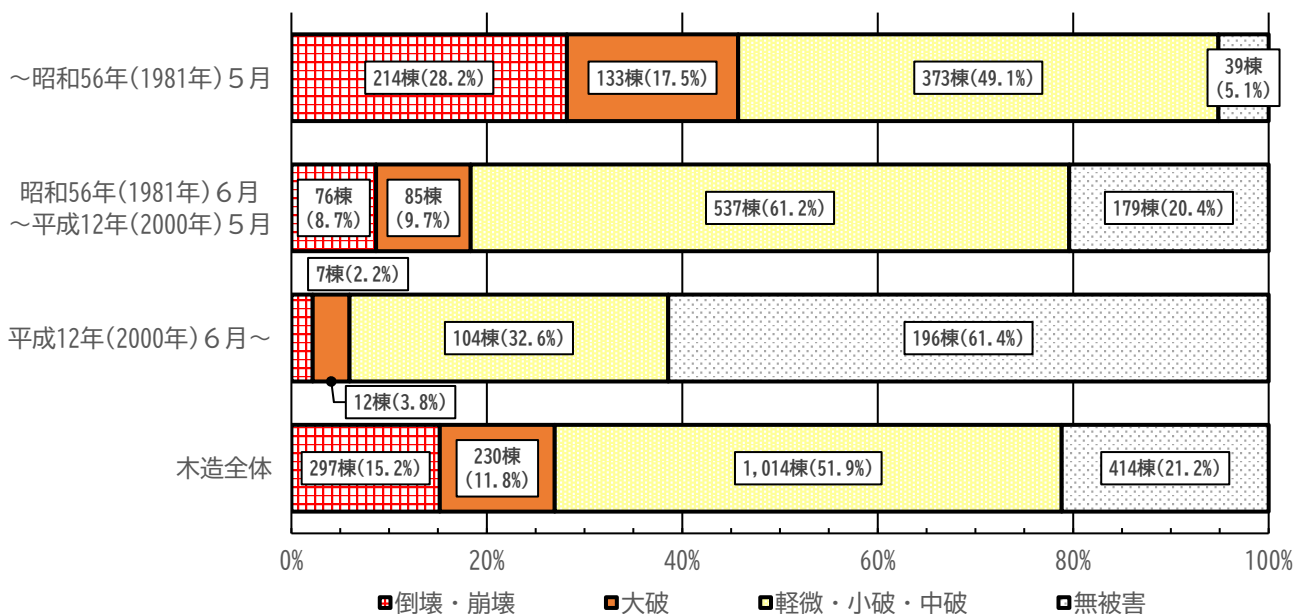 ～昭和56年(1981年)５月
214棟(28.2%)
133棟(17.5%)
373棟(49.1%)
39棟
(5.1%)
昭和56年(1981年)６月
～平成12年(2000年)５月
76棟
(8.7%)
85棟
(9.7%)
537棟(61.2%)
179棟(20.4%)
7棟(2.2%)
平成12年(2000年)６月～
104棟(32.6%)
196棟(61.4%)
12棟(3.8%)
木造全体
297棟(15.2%)
230棟
(11.8%)
1,014棟(51.9%)
414棟(21.2%)
0%
20%
40%
60%
80%
100%
倒壊・崩壊
大破
軽微・小破・中破
無被害